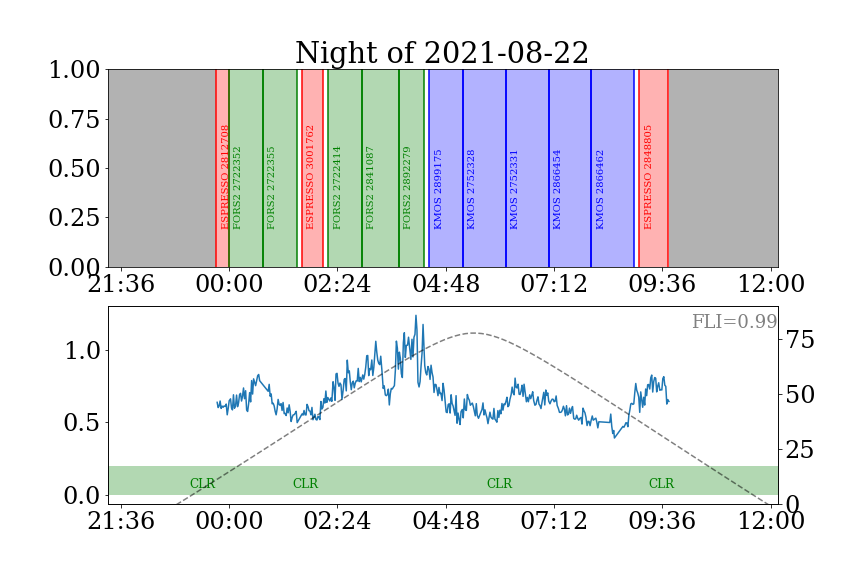 Night of 2021-08-22
1.00
0.75
0.50
0.25
0.00
ESPRESSO 2812708
FORS2 2722352
FORS2 2722355
ESPRESSO 3001762
FORS2 2722414
FORS2 2841087
FORS2 2892279
KMOS 2899175
KMOS 2752328
KMOS 2752331
KMOS 2866454
KMOS 2866462
ESPRESSO 2848805
21:36 00:00 02:24 04:48 07:12 09:36 12:00
FLI=0.99
1.0
0.5
0.0
75
50
25
0
CLR CLR CLR CLR
21:36 00:00 02:24 04:48 07:12 09:36 12:00